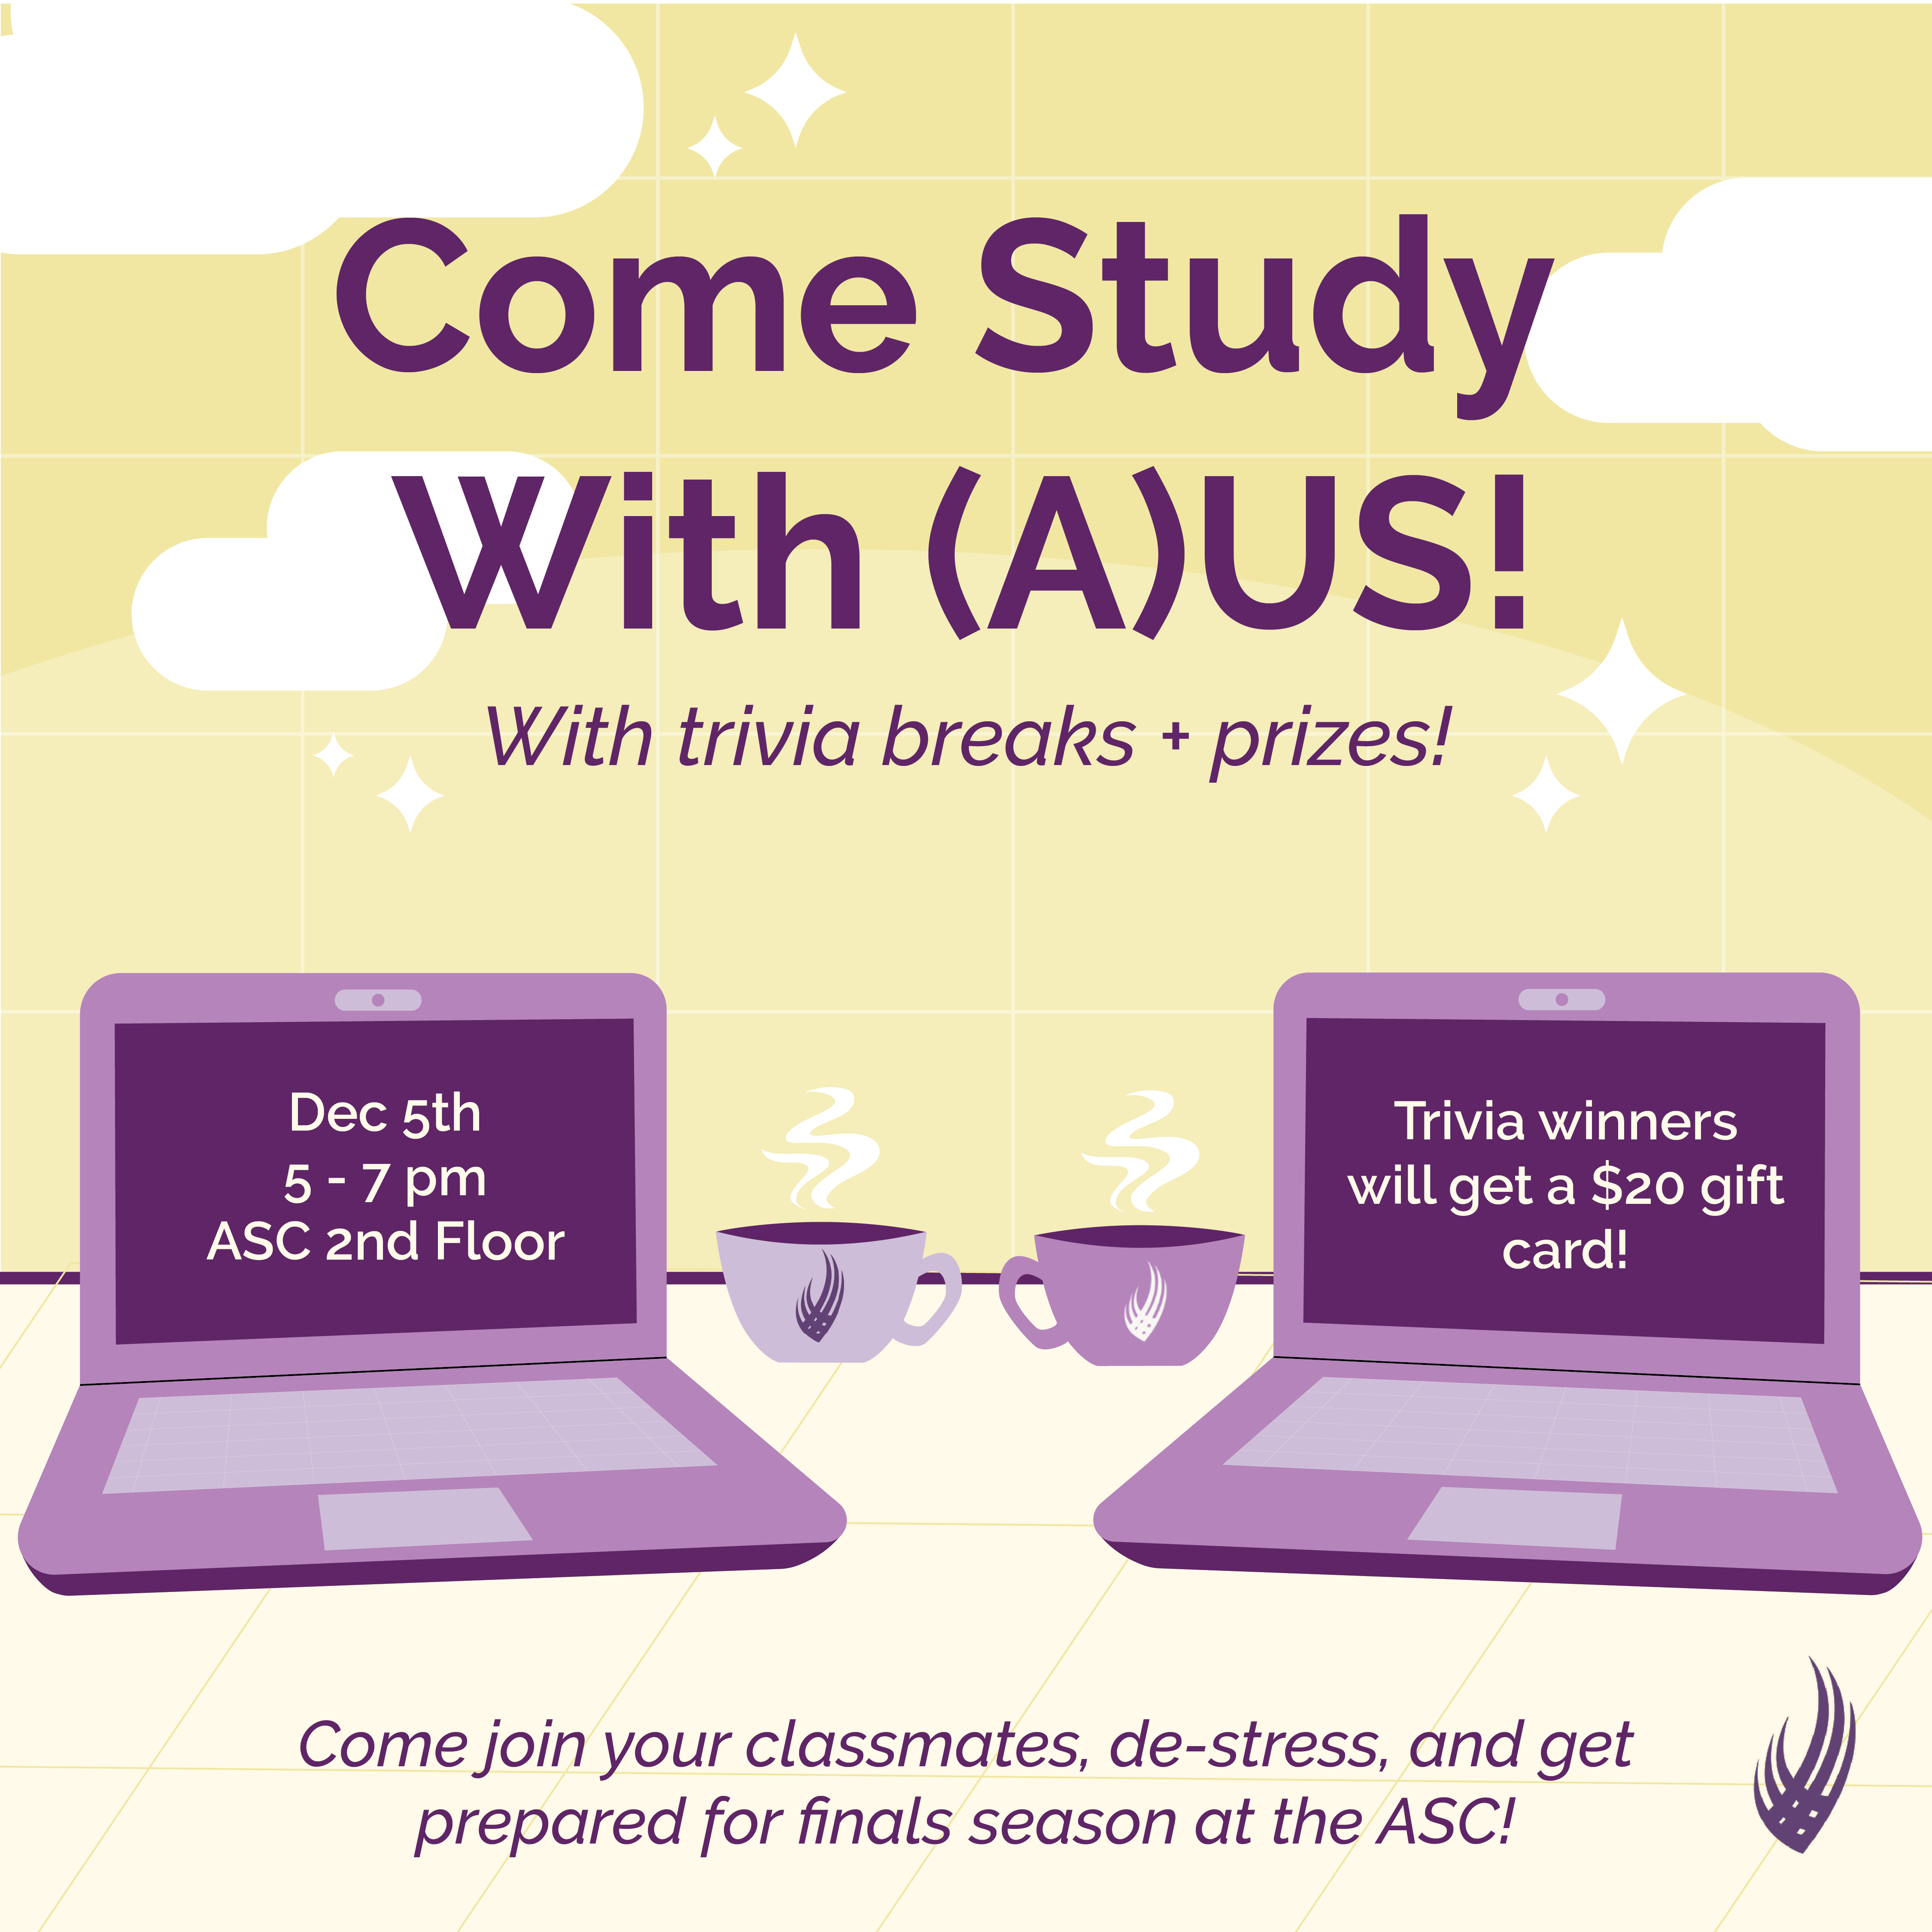 Come Study
With (A)US!
With trivia breaks + prizes!
Dec 5th
5 - 7 pm
ASC 2nd Floor
Trivia winners
will get a $20 gift
card!
Come join your classmates, de-stress, and get
prepared for finals season at the ASC!